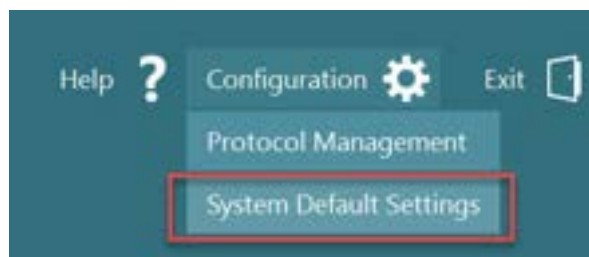 Help ? Configuration Exit
Protocol Management
System Default Settings